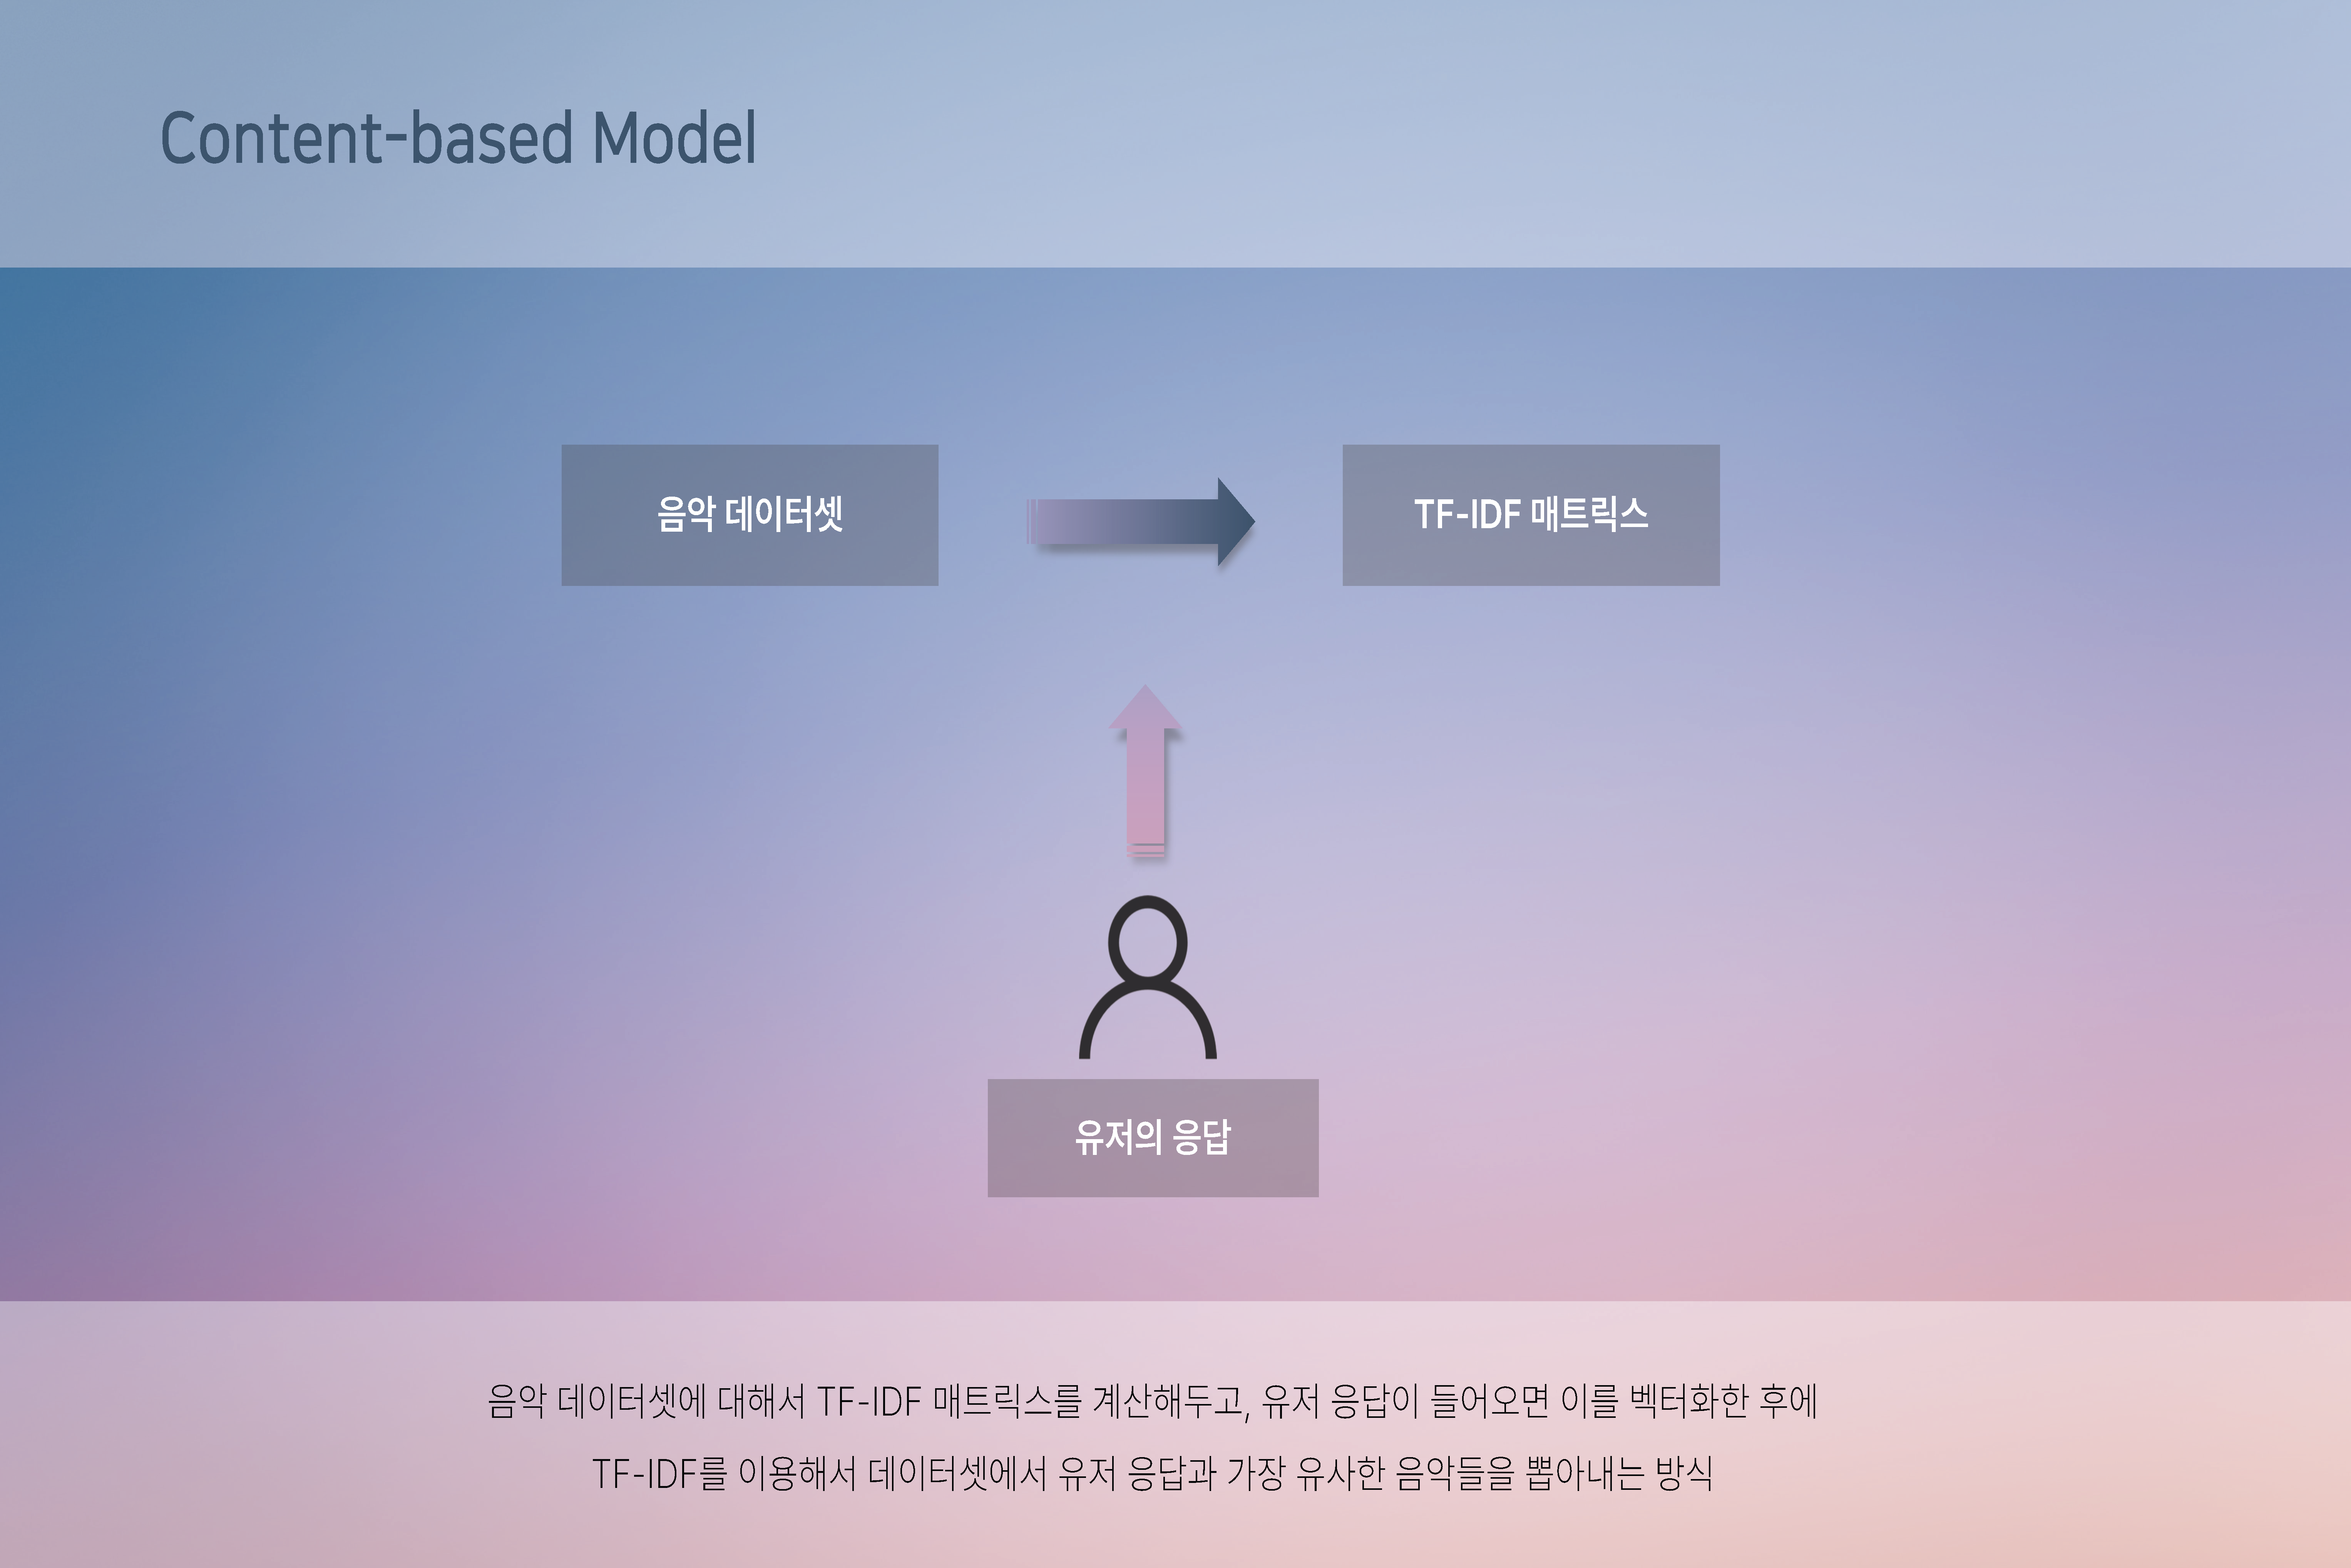 Content-based Model
음악 데이터셋
TF-IDF 매트릭스
유저의 응답
음악 데이터셋에 대해서 TF-IDF 매트릭스를 계산해두고, 유저 응답이 들어오면 이를 벡터화한 후에
TF-IDF를 이용해서 데이터셋에서 유저 응답과 가장 유사한 음악들을 뽑아내는 방식